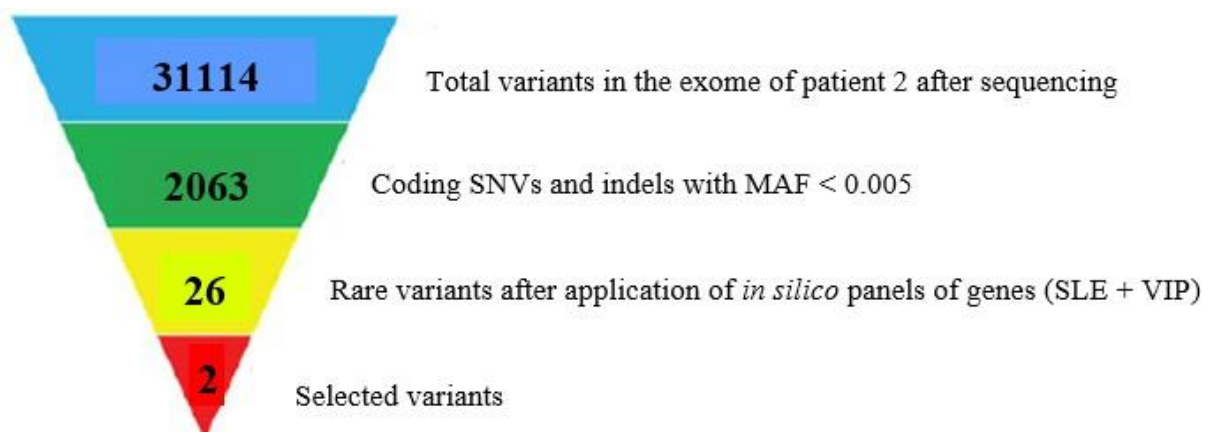 31114 Total variants in the exome of patient 2 after sequencing
2063 Coding SNVs and indels with MAF < 0.005
26 Rare variants after application of in silico panels of genes (SLE + VIP)
2 Selected variants